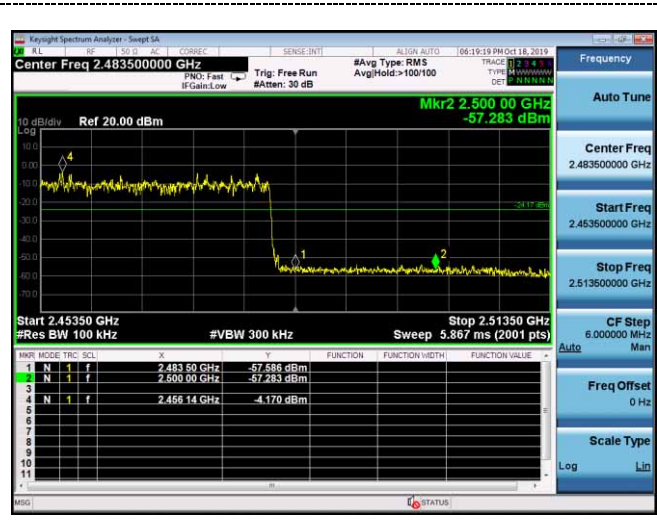 Keysight Spectrum Analyzer - Swept SA
RL RF 50 Ω AC CORREC SENSE:INT ALIGN AUTO 06:19:19 PM Oct 18, 2019
Center Freq 2.483500000 GHz
PNO: Fast
IFGain:Low
Trig: Free Run
#Atten: 30 dB
#Avg Type: RMS
Avg|Hold:>100/100
TRACE 1 2 3 4 5 6
TYPE M WWWWW
DET P NNNNN
Mkr2 2.500 00 GHz
-57.283 dBm
10 dB/div Ref 20.00 dBm
Log
10.0
0.00
-10.0
-20.0
-30.0
-40.0
-50.0
-60.0
-70.0
4
-24.17 dBm
1
2
Start 2.45350 GHz Stop 2.51350 GHz
#Res BW 100 kHz #VBW 300 kHz Sweep 5.867 ms (2001 pts)
MKR MODE TRC SCL X Y FUNCTION FUNCTION WIDTH FUNCTION VALUE
1 N 1 f 2.483 50 GHz -57.586 dBm
2 N 1 f 2.500 00 GHz -57.283 dBm
3
4 N 1 f 2.456 14 GHz -4.170 dBm
5
6
7
8
9
10
11
MSG STATUS
Frequency
Auto Tune
Center Freq
2.483500000 GHz
Start Freq
2.453500000 GHz
Stop Freq
2.513500000 GHz
CF Step
6.000000 MHz
Auto Man
Freq Offset
0 Hz
Scale Type
Log Lin